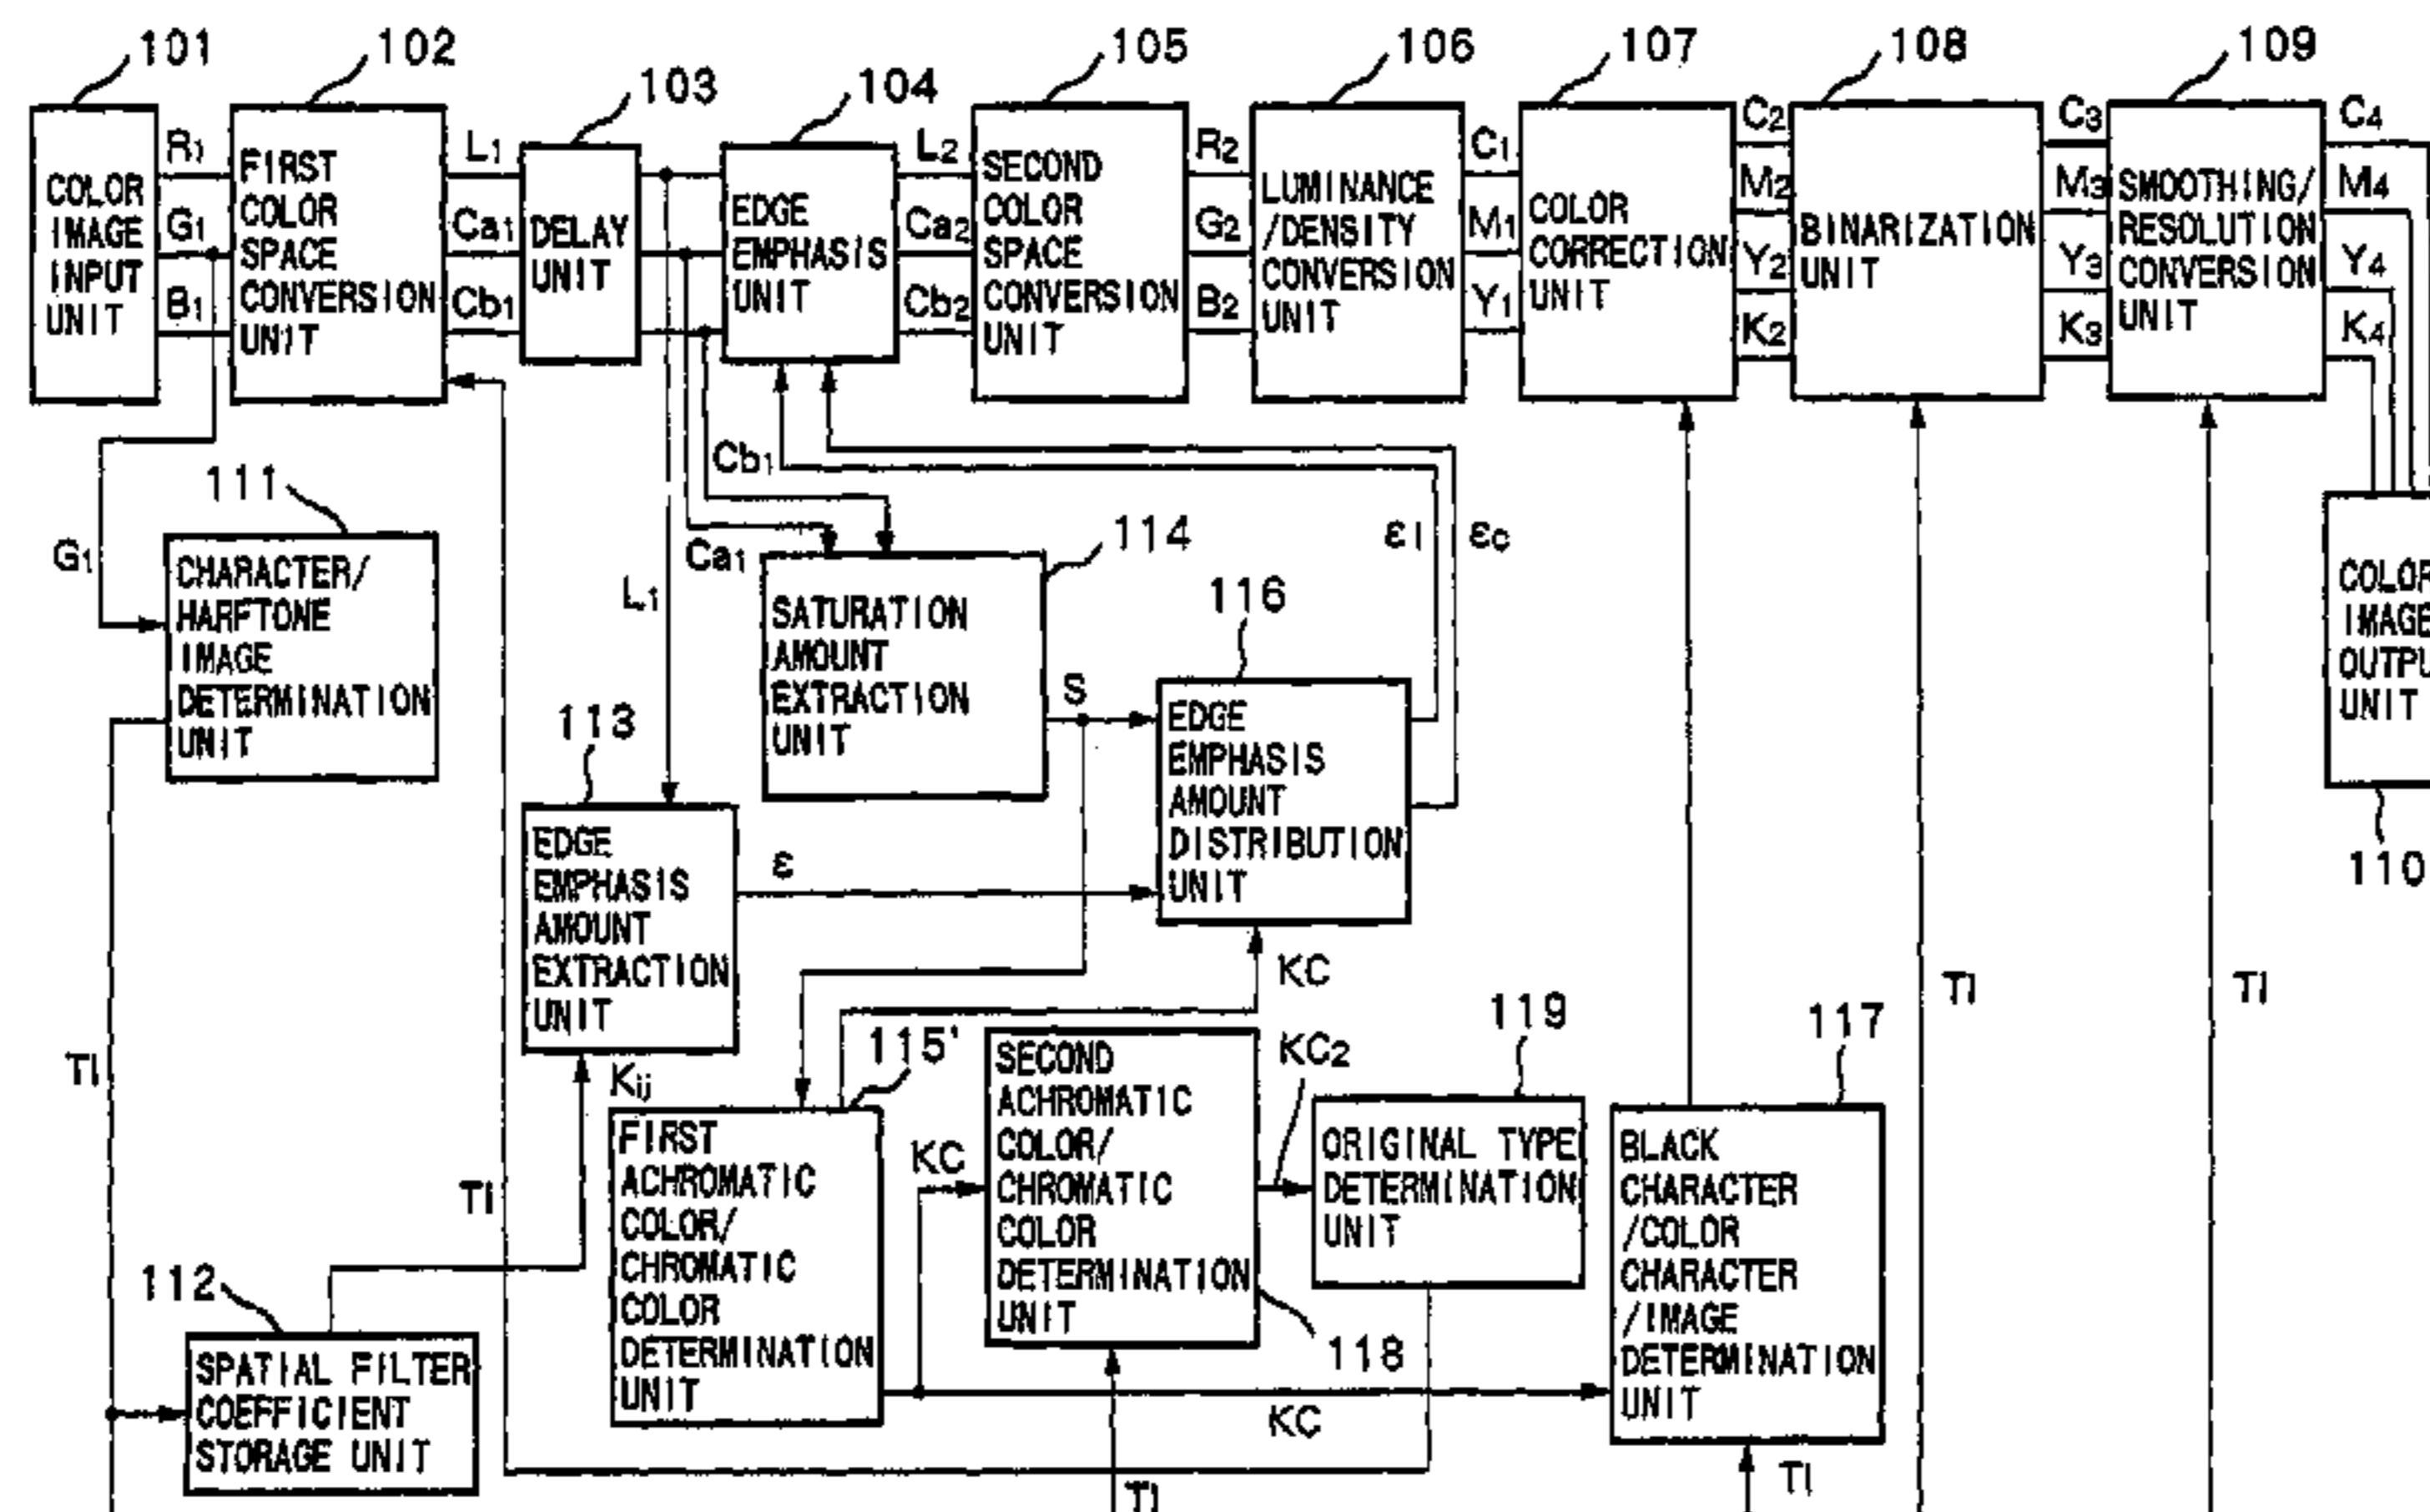 101
102
103
104
105
106
107
108
109
COLOR
IMAGE
INPUT
UNIT
R1
G1
B1
FIRST
COLOR
SPACE
CONVERSION
UNIT
L1
Ca1
Cb1
DELAY
UNIT
EDGE
EMPHASIS
UNIT
L2
Ca2
Cb2
SECOND
COLOR
SPACE
CONVERSION
UNIT
R2
G2
B2
LUMINANCE
/DENSITY
CONVERSION
UNIT
C1
M1
Y1
COLOR
CORRECTION
UNIT
C2
M2
Y2
K2
BINARIZATION
UNIT
C3
M3
Y3
K3
SMOOTHING/
RESOLUTION
CONVERSION
UNIT
C4
M4
Y4
K4
111
G1
CHARACTER/
HARFTONE
IMAGE
DETERMINATION
UNIT
Cb1
Ca1
L1
114
SATURATION
AMOUNT
EXTRACTION
UNIT
S
εl
εc
116
EDGE
EMPHASIS
AMOUNT
DISTRIBUTION
UNIT
COLOR
IMAGE
OUTPU
UNIT
110
113
EDGE
EMPHASIS
AMOUNT
EXTRACTION
UNIT
ε
KC
TI
TI
TI
Kij
115'
FIRST
ACHROMATIC
COLOR/
CHROMATIC
COLOR
DETERMINATION
UNIT
KC
SECOND
ACHROMATIC
COLOR/
CHROMATIC
COLOR
DETERMINATION
UNIT
118
KC2
119
ORIGINAL TYPE
DETERMINATION
UNIT
117
BLACK
CHARACTER
/COLOR
CHARACTER
/IMAGE
DETERMINATION
UNIT
TI
112
SPATIAL FILTER
COEFFICIENT
STORAGE UNIT
KC
TI
TI